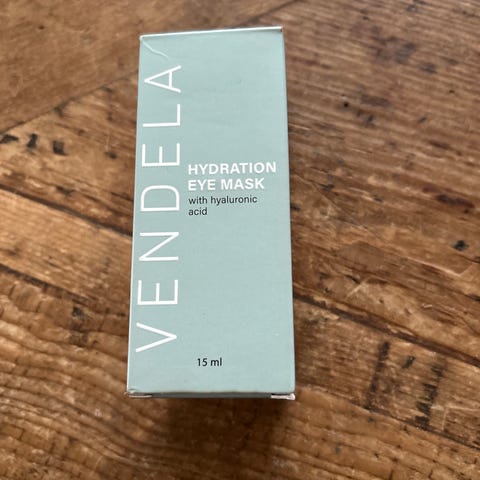 VENDELA
HYDRATION
EYE MASK
with hyaluronic
acid
15 ml